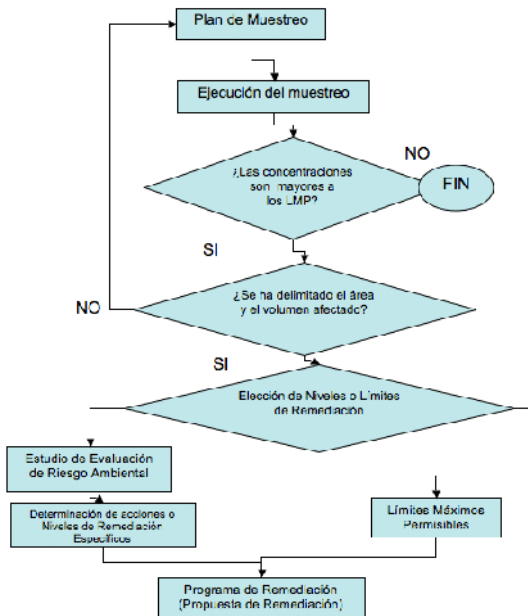 Plan de Muestreo
Ejecución del muestreo
¿Las concentraciones
son mayores a
los LMP?
NO
FIN
SI
¿Se ha delimitado el área
y el volumen afectado?
NO
SI
Elección de Niveles o Límites
de Remediación
Estudio de Evaluación
de Riesgo Ambiental
Determinación de acciones o
Niveles de Remediación
Específicos
Límites Máximos
Permisibles
Programa de Remediación
(Propuesta de Remediación)